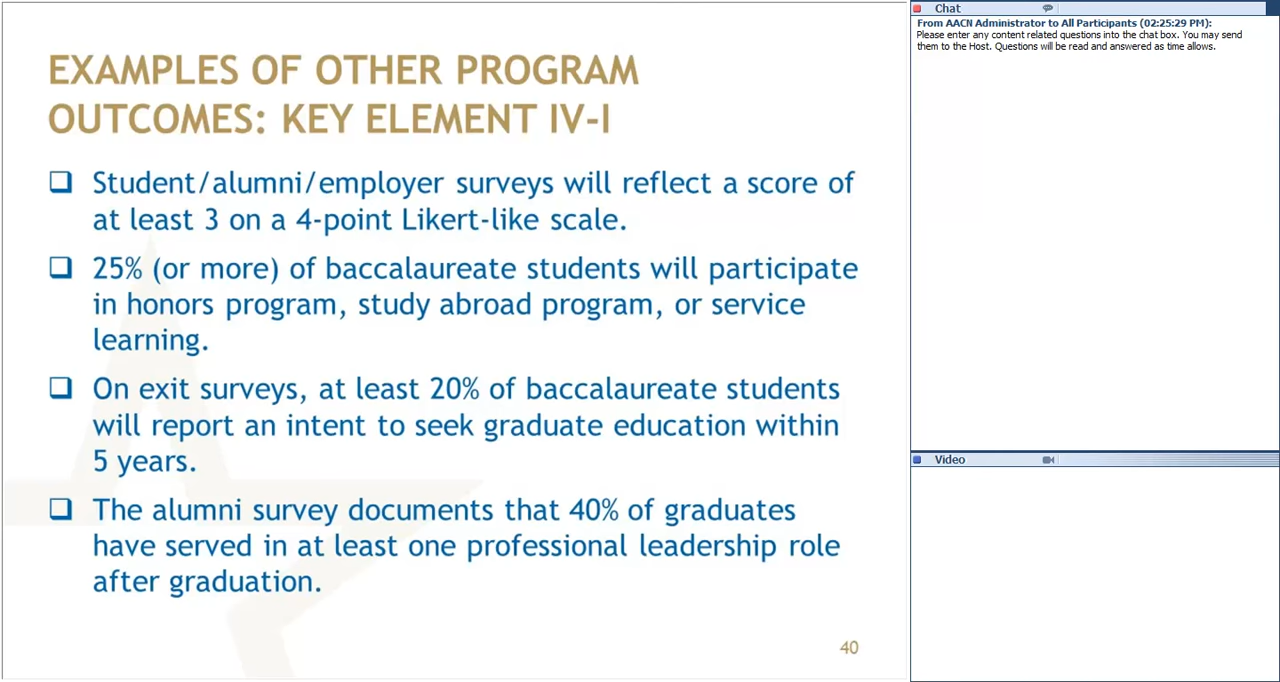 EXAMPLES OF OTHER PROGRAM
OUTCOMES: KEY ELEMENT IV-I
Student/alumni/employer surveys will reflect a score of
at least 3 on a 4-point Likert-like scale.
25% (or more) of baccalaureate students will participate
in honors program, study abroad program, or service
learning.
On exit surveys, at least 20% of baccalaureate students
will report an intent to seek graduate education within
5 years.
The alumni survey documents that 40% of graduates
have served in at least one professional leadership role
after graduation.
40
Chat
From AACN Administrator to All Participants (02:25:29 PM):
Please enter any content related questions into the chat box. You may send
them to the Host. Questions will be read and answered as time allows.
Video